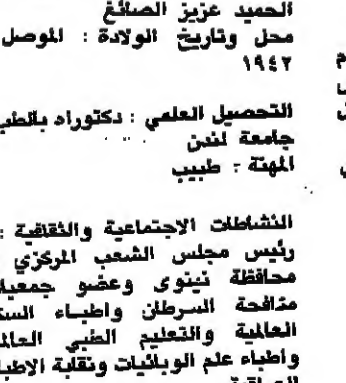 الحميد عزيز الصائغ
محل وتاريخ الولادة : الموصل
١٩٤٢
التحصيل العلمي : دكتوراه بالطب
جامعة لندن
المهنة - طبيب
النشاطات الاجتماعية والثقافية :
رئيس مجلس الشعب المركزي
محافظة نينوى وعضو جمعية
مكافحة السرطان واطباء
العالمية والتعليم الطبي
واطباء علم الوبائيات ونقابة